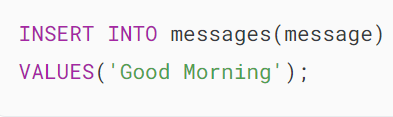 INSERT INTO messages(message)
VALUES('Good Morning');